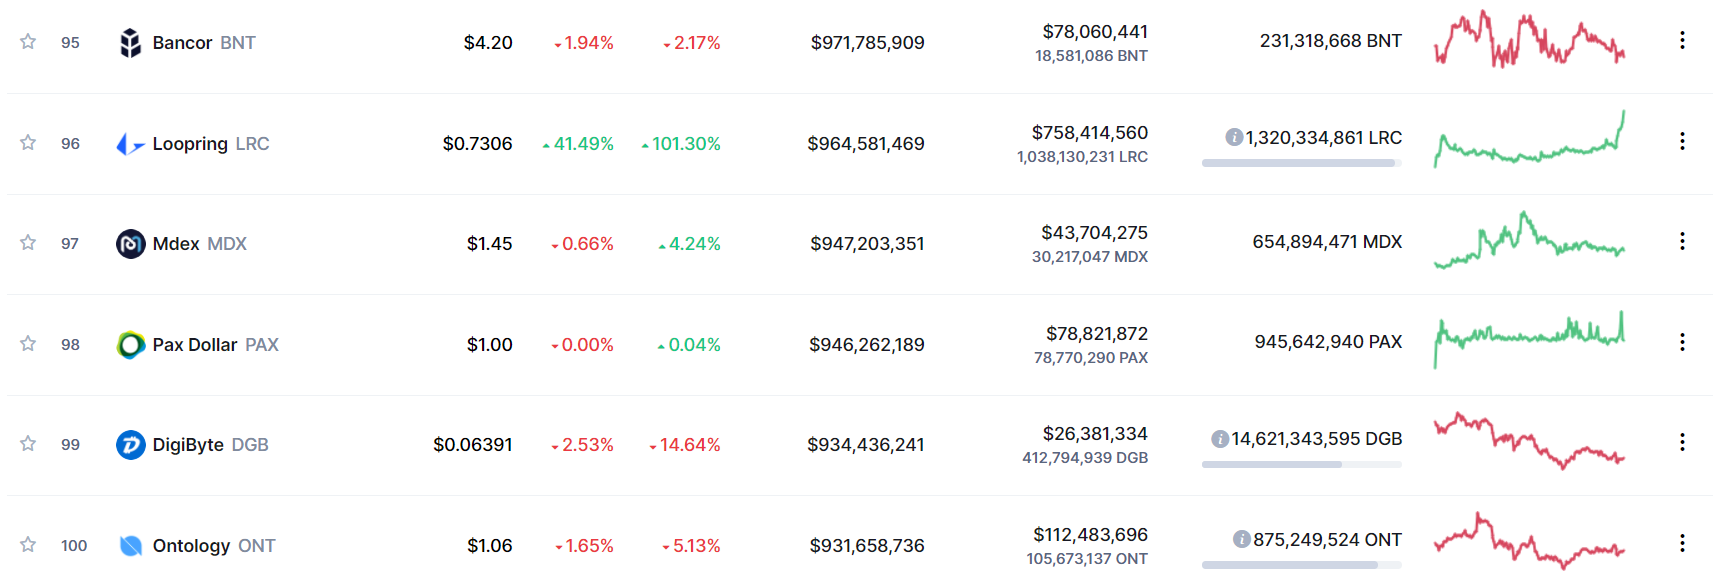 95 Bancor BNT $4.20 1.94% 2.17% $971,785,909 $78,060,441 231,318,668 BNT
18,581,086 BNT
96 Loopring LRC $0.7306 41.49% 101.30% $964,581,469 $758,414,560 1,320,334,861 LRC
1,038,130,231 LRC
97 Mdex MDX $1.45 0.66% 4.24% $947,203,351 $43,704,275 654,894,471 MDX
30,217,047 MDX
98 Pax Dollar PAX $1.00 0.00% 0.04% $946,262,189 $78,821,872 945,642,940 PAX
78,770,290 PAX
99 DigiByte DGB $0.06391 2.53% 14.64% $934,436,241 $26,381,334 14,621,343,595 DGB
412,794,939 DGB
100 Ontology ONT $1.06 1.65% 5.13% $931,658,736 $112,483,696 875,249,524 ONT
105,673,137 ONT